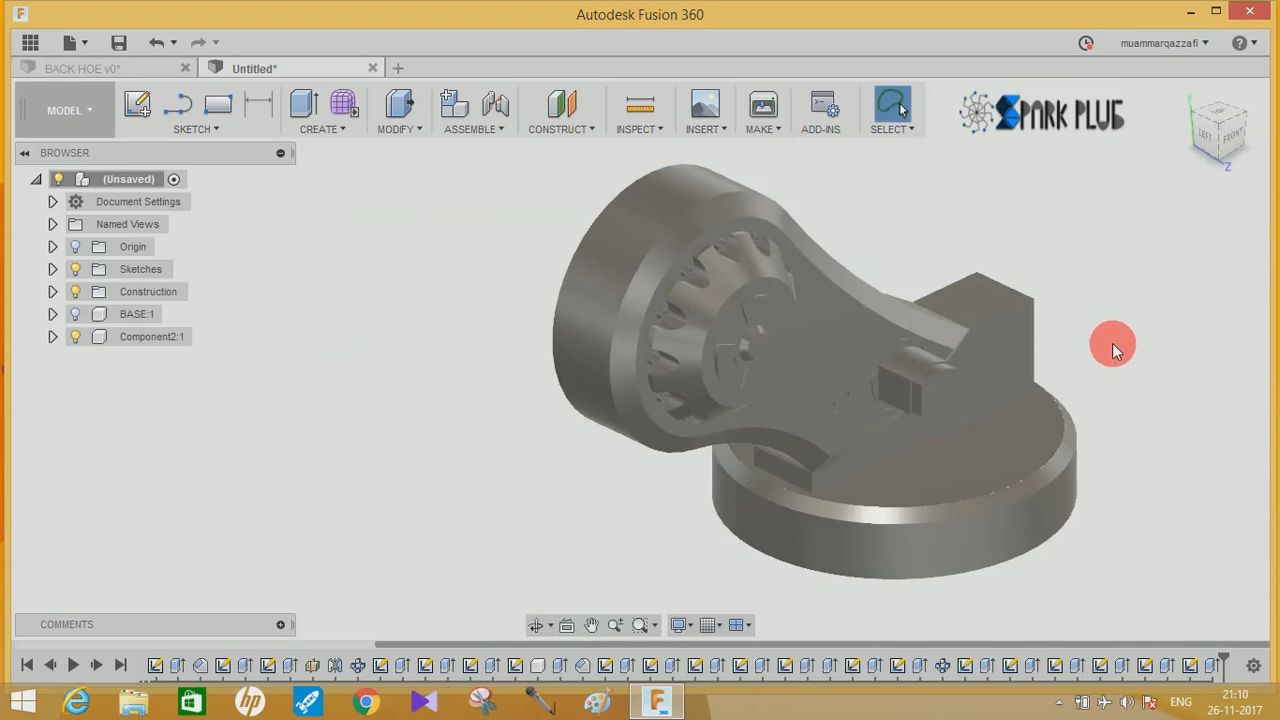 Autodesk Fusion 360
muammarqazzafi
BACK HOE v0*
Untitled*
MODEL
SKETCH
CREATE
MODIFY
ASSEMBLE
CONSTRUCT
INSPECT
INSERT
MAKE
ADD-INS
SELECT
SPARK PLUG
LEFT
FRONT
Z
BROWSER
(Unsaved)
Document Settings
Named Views
Origin
Sketches
Construction
BASE:1
Component2:1
COMMENTS
ENG
21:10
26-11-2017